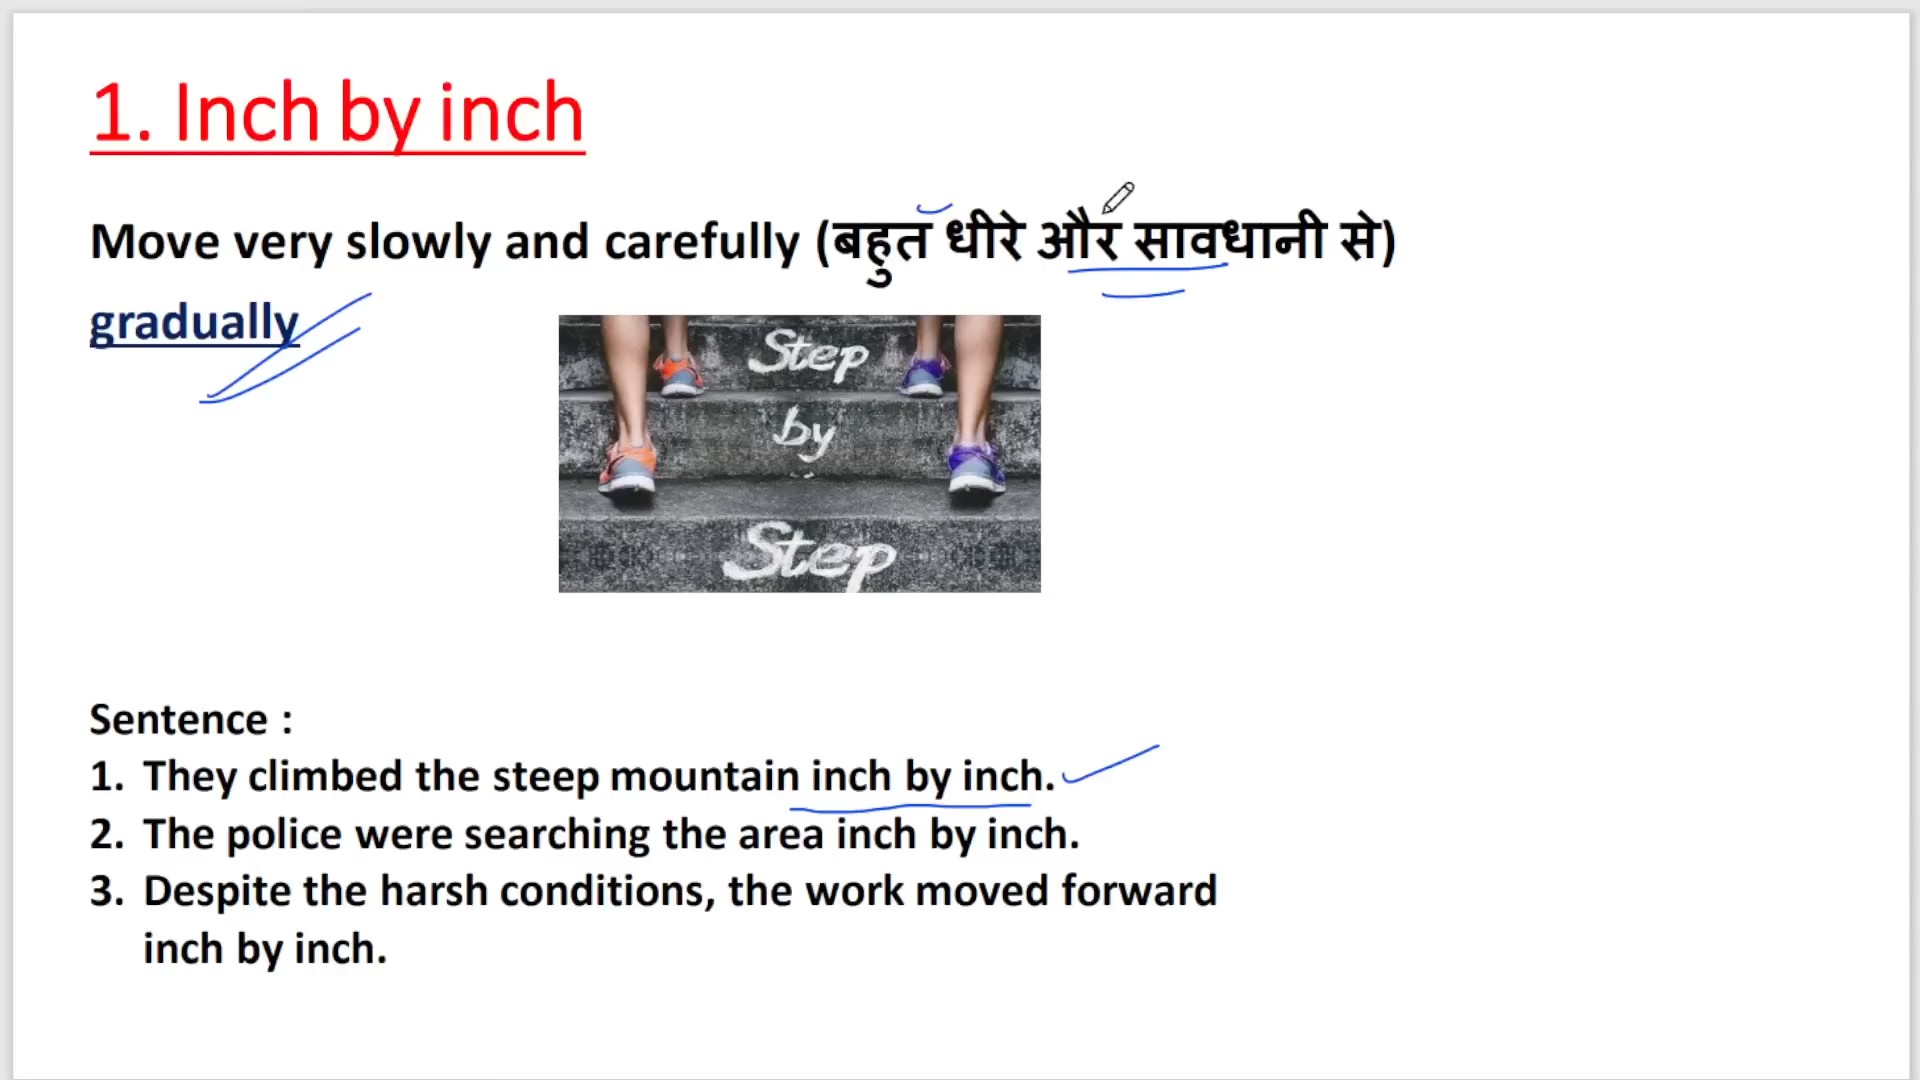 1. Inch by inch
Move very slowly and carefully (बहुत धीरे और सावधानी से)
gradually
Step
by
Step
Sentence :
1. They climbed the steep mountain inch by inch.
2. The police were searching the area inch by inch.
3. Despite the harsh conditions, the work moved forward
inch by inch.